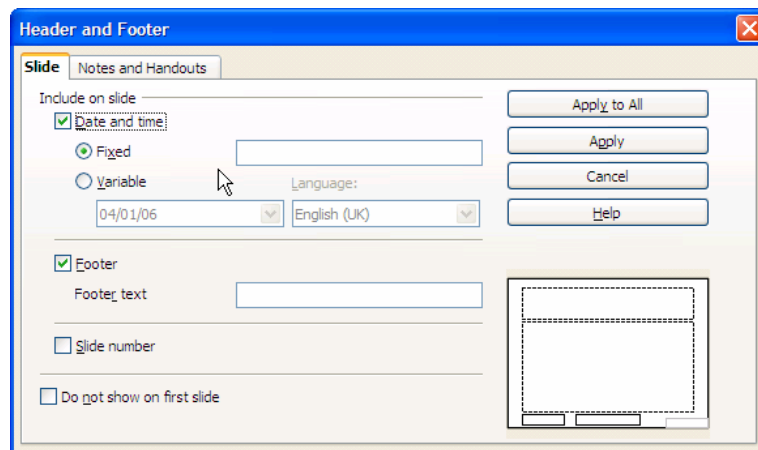 Header and Footer
Slide Notes and Handouts
Include on slide
Date and time
Fixed
Variable
Language:
04/01/06
English (UK)
Footer
Footer text
Slide number
Do not show on first slide
Apply to All
Apply
Cancel
Help